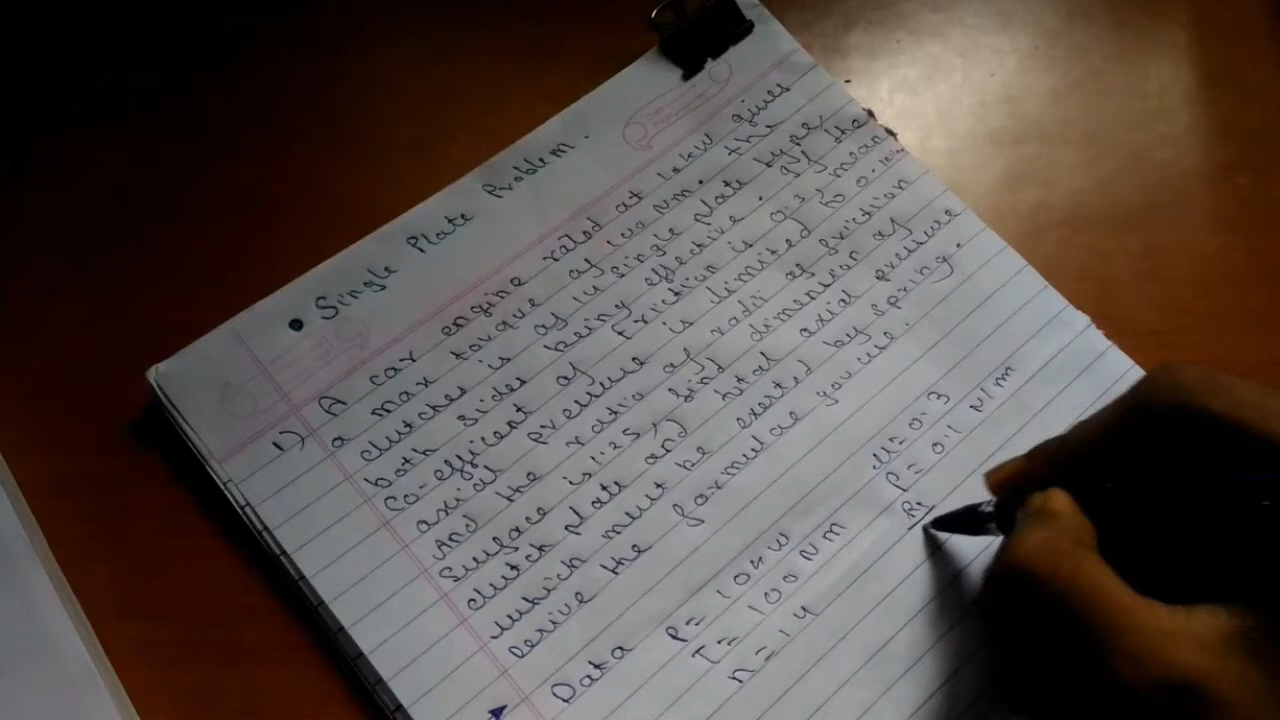 • Single Plate Problem.
1) A car engine rated at 10kW gives
a max torque of 100 Nm. the
clutches is of 14 single plate type,
both sides being effective. If the
Co-efficent of Friction is 0.3, mean
axial pressure is limited to 0.1
And the ratio of radii of friction
Surface is 1.25, find dimension of
clutch plate and total axial pressure
which must be exerted by spring.
Derive the formulae you use.
Data P = 10kW
T = 100 Nm
n = 14
μ = 0.3
P = 0.1 N/m
R1